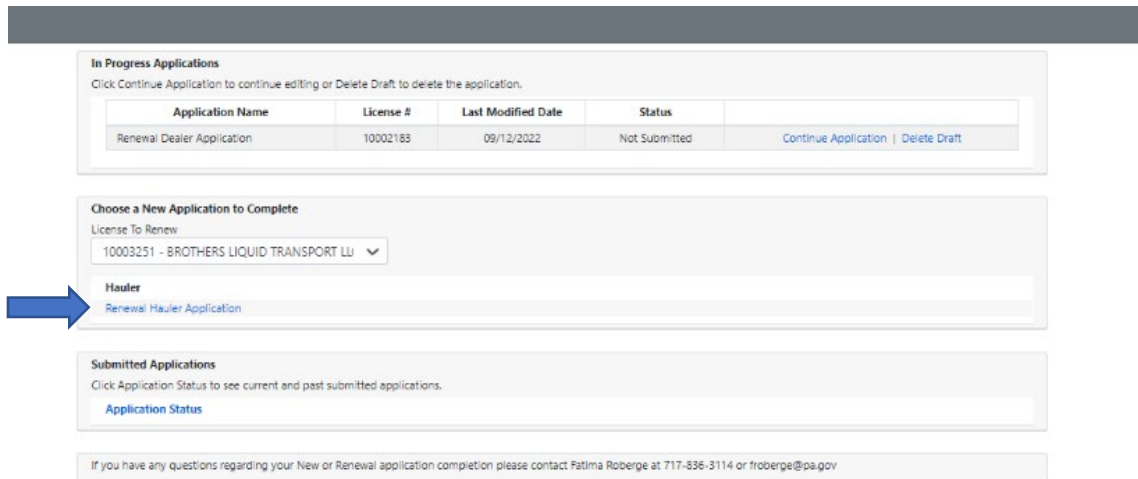 In Progress Applications
Click Continue Application to continue editing or Delete Draft to delete the application.
Application Name License # Last Modified Date Status
Renewal Dealer Application 10002183 09/12/2022 Not Submitted Continue Application | Delete Draft
Choose a New Application to Complete
License To Renew
10003251 - BROTHERS LIQUID TRANSPORT LL
Hauler
Renewal Hauler Application
Submitted Applications
Click Application Status to see current and past submitted applications.
Application Status
If you have any questions regarding your New or Renewal application completion please contact Fatima Roberge at 717-836-3114 or froberge@pa.gov